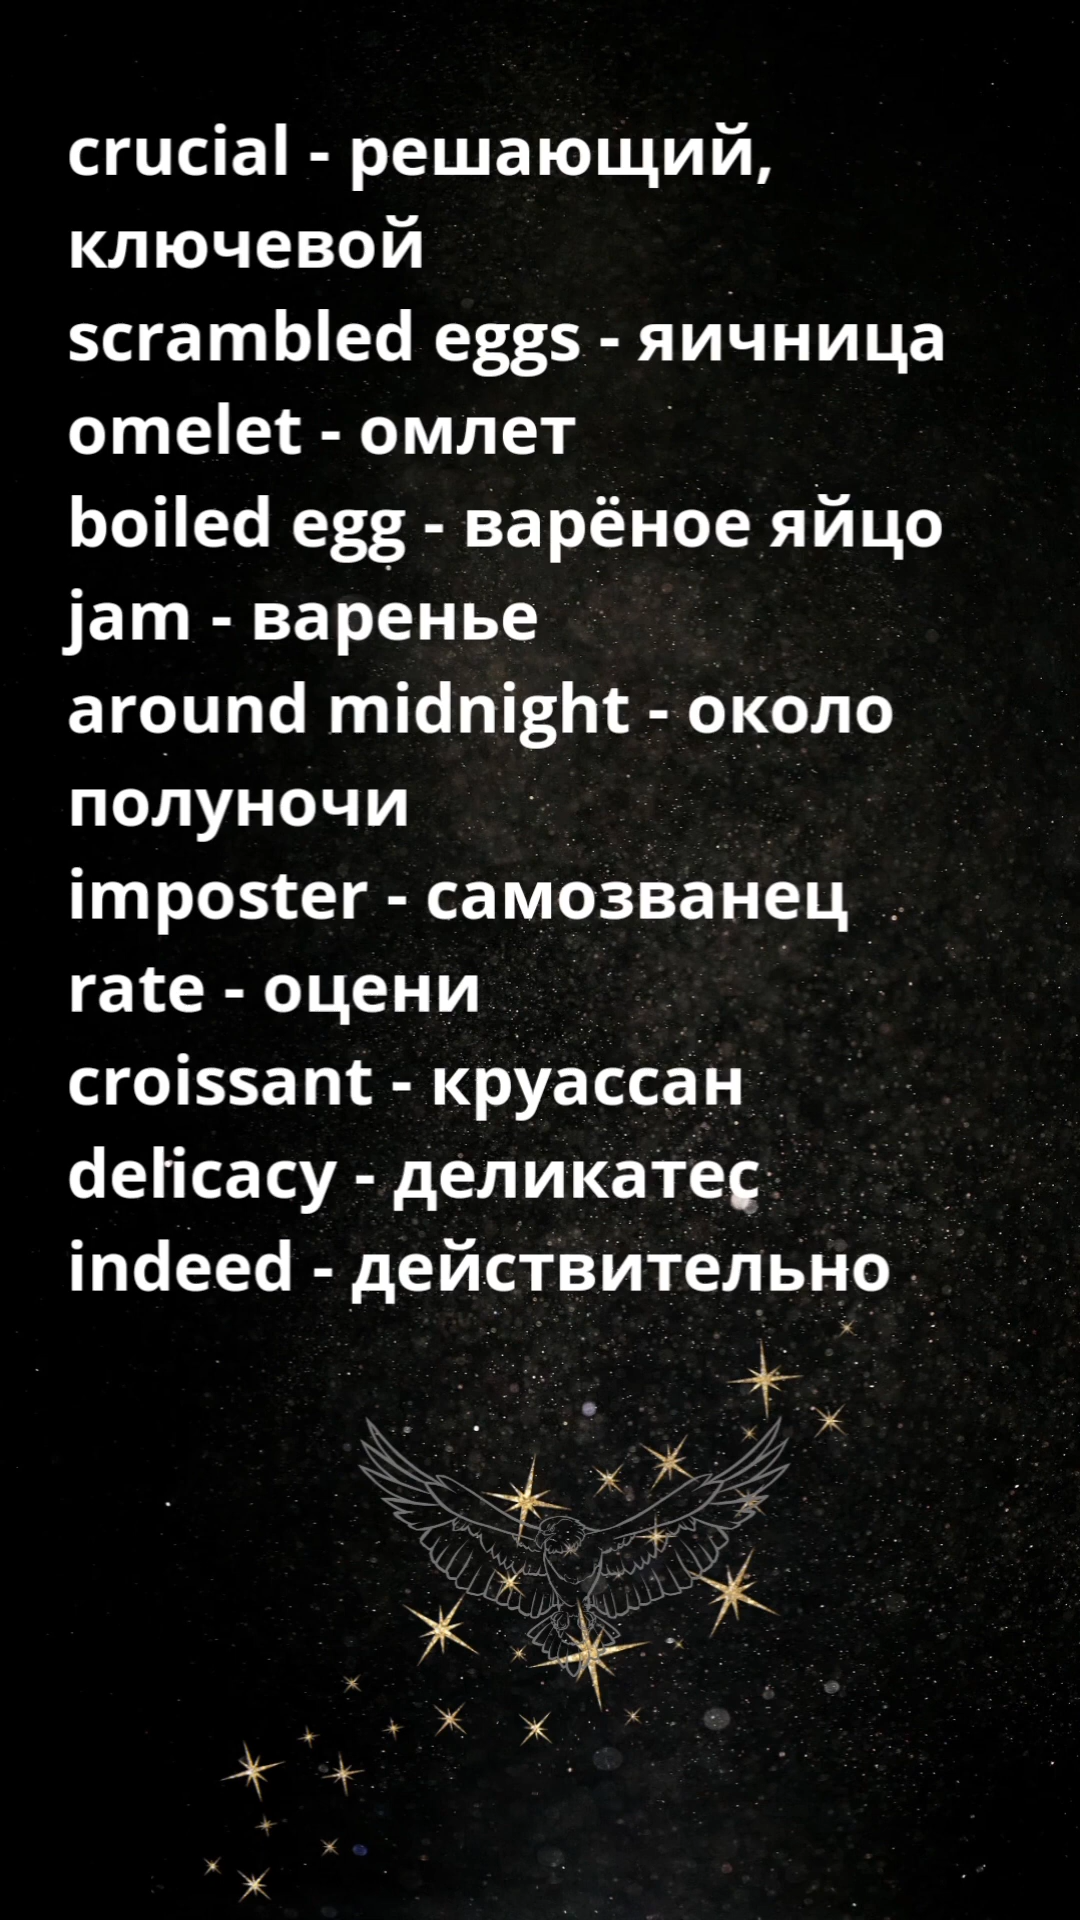 crucial - решающий,
ключевой
scrambled eggs - яичница
omelet - омлет
boiled egg - варёное яйцо
jam - варенье
around midnight - около
полуночи
imposter - самозванец
rate - оцени
croissant - круассан
delicacy - деликатес
indeed - действительно